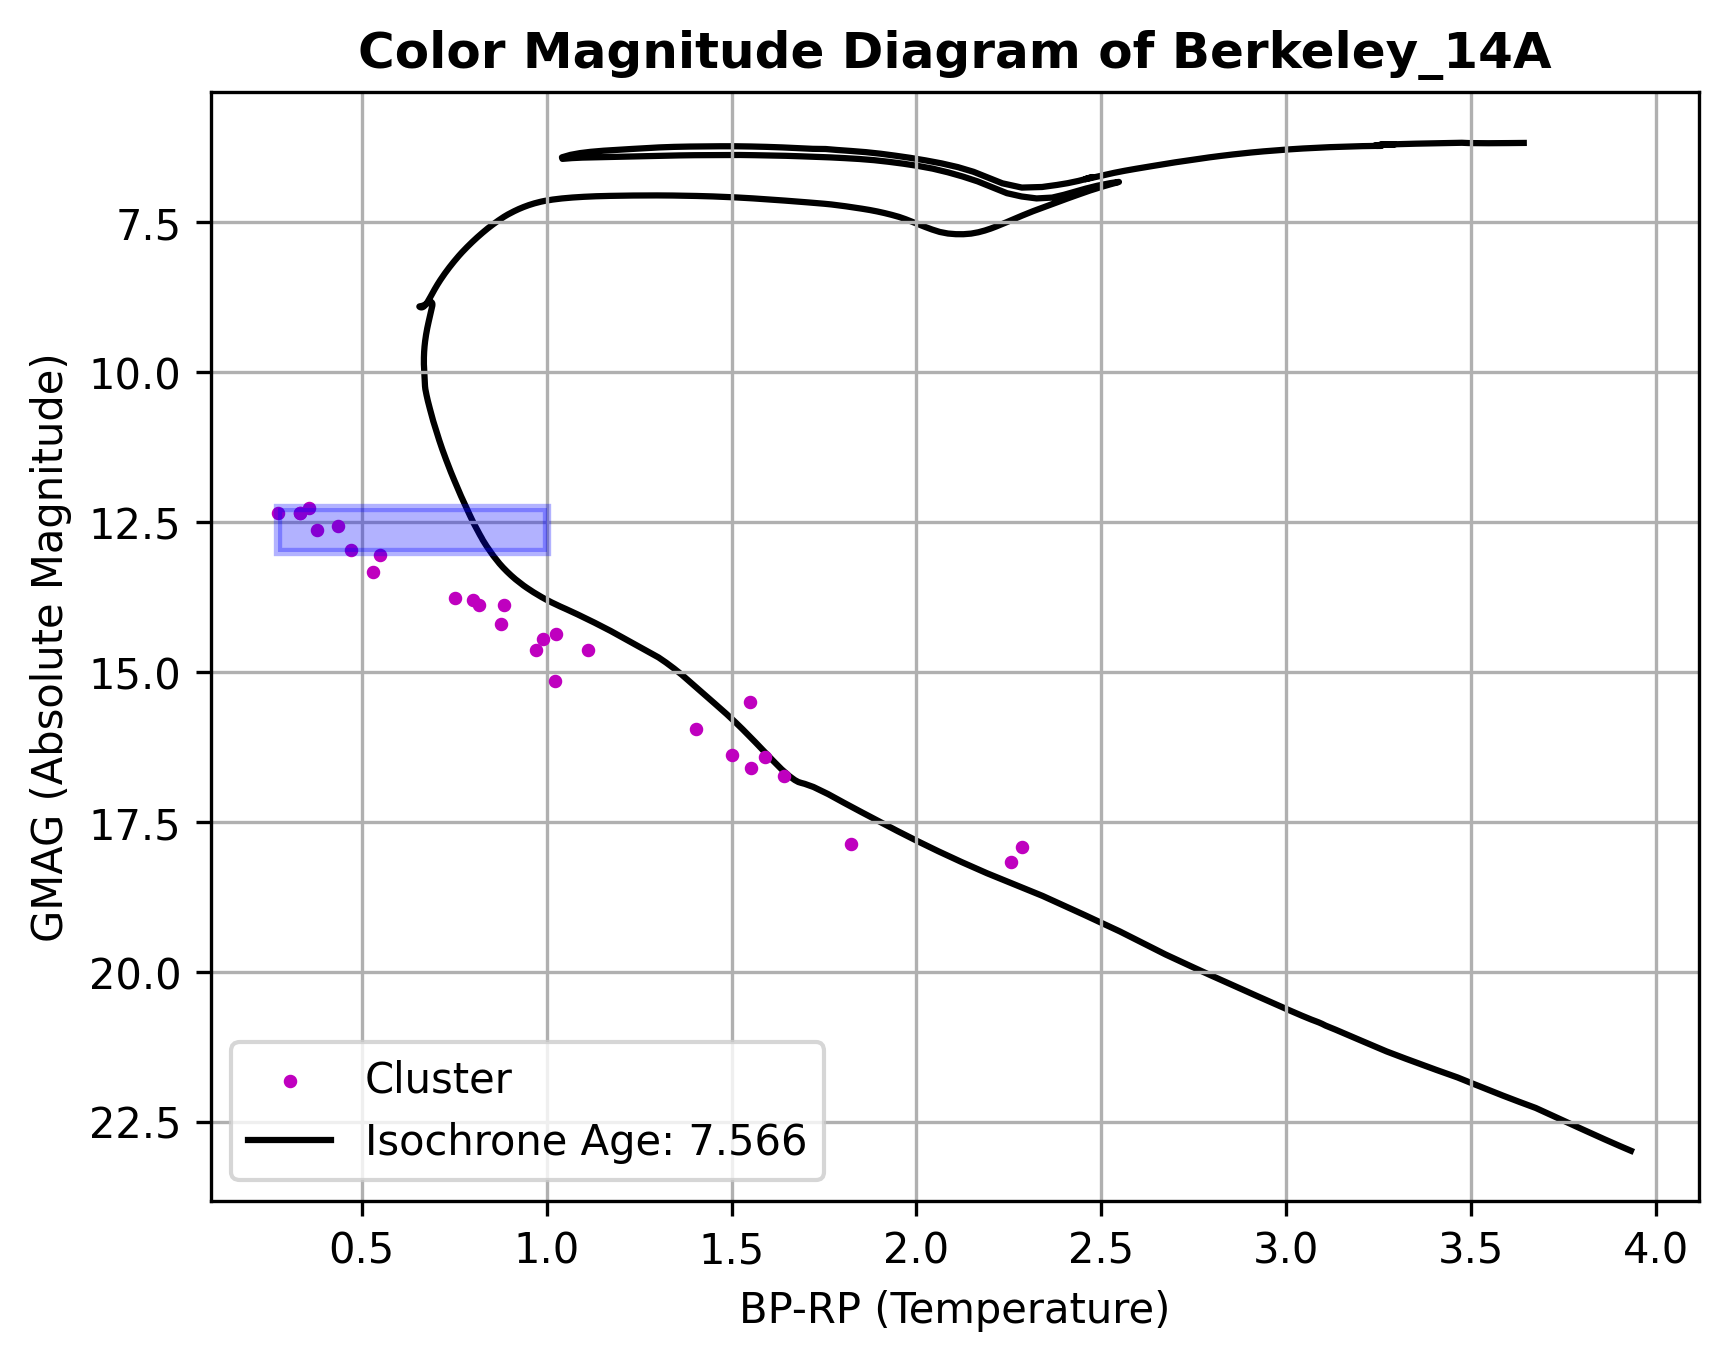 Color Magnitude Diagram of Berkeley_14A
GMAG (Absolute Magnitude)
7.5
10.0
12.5
15.0
17.5
20.0
22.5
Cluster
Isochrone Age: 7.566
0.5 1.0 1.5 2.0 2.5 3.0 3.5 4.0
BP-RP (Temperature)